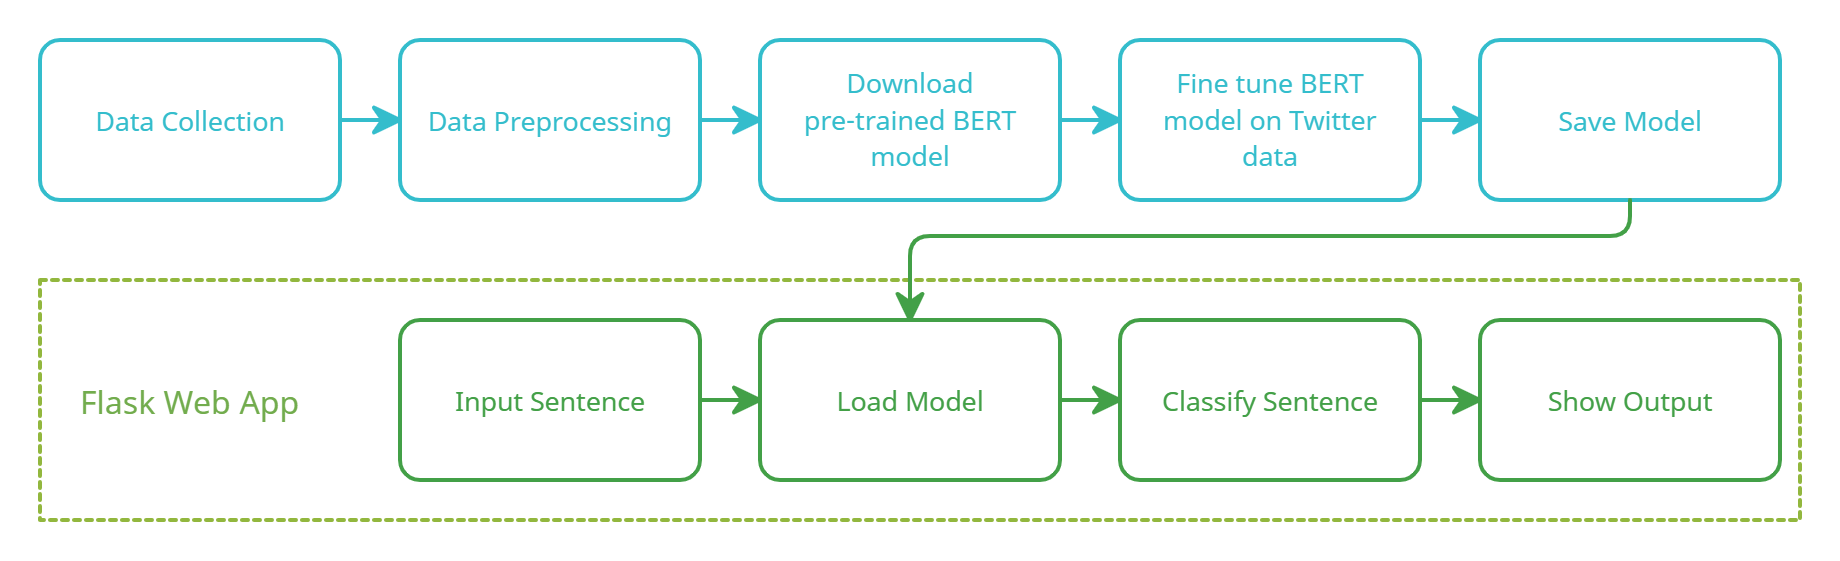 Data Collection
Data Preprocessing
Download
pre-trained BERT
model
Fine tune BERT
model on Twitter
data
Save Model
Flask Web App
Input Sentence
Load Model
Classify Sentence
Show Output